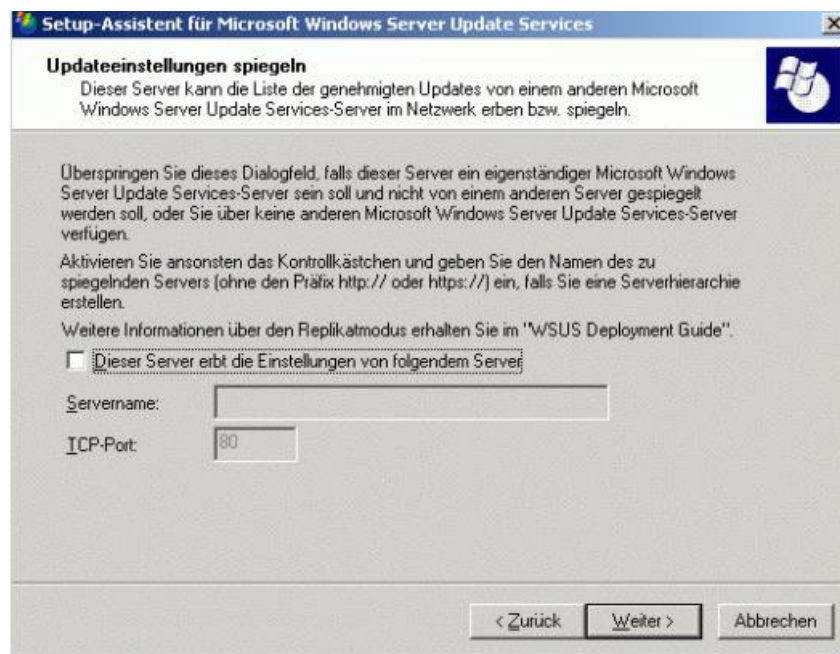 Setup-Assistent für Microsoft Windows Server Update Services
Updateeinstellungen spiegeln
Dieser Server kann die Liste der genehmigten Updates von einem anderen Microsoft
Windows Server Update Services-Server im Netzwerk erben bzw. spiegeln.
Überspringen Sie dieses Dialogfeld, falls dieser Server ein eigenständiger Microsoft Windows
Server Update Services-Server sein soll und nicht von einem anderen Server gespiegelt
werden soll, oder Sie über keine anderen Microsoft Windows Server Update Services-Server
verfügen.
Aktivieren Sie ansonsten das Kontrollkästchen und geben Sie den Namen des zu
spiegelnden Servers (ohne den Präfix http:// oder https://) ein, falls Sie eine Serverhierarchie
erstellen.
Weitere Informationen über den Replikatmodus erhalten Sie im "WSUS Deployment Guide".
Dieser Server erbt die Einstellungen von folgendem Server
Servername:
TCP-Port: 80
< Zurück Weiter > Abbrechen